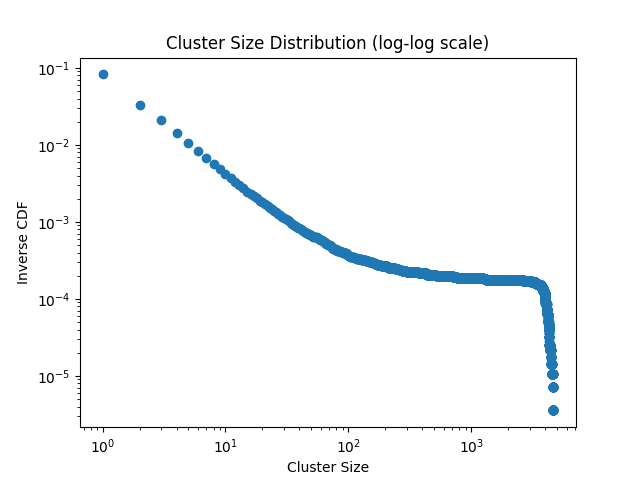 Cluster Size Distribution (log-log scale)
Inverse CDF
10⁻¹
10⁻²
10⁻³
10⁻⁴
10⁻⁵
10⁰ 10¹ 10² 10³
Cluster Size